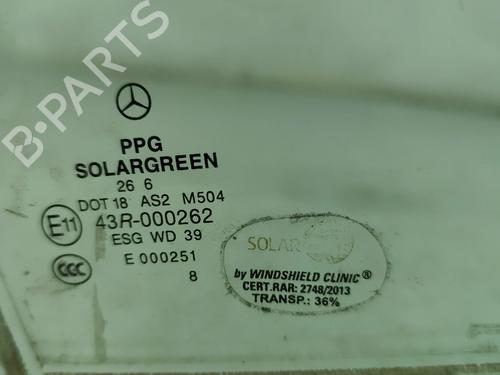 B-PARTS
PPG
SOLARGREEN
26 6
DOT 18 AS2 M504
E11 43R-000262
ESG WD 39
CCC E 000251
8
SOLAR
by WINDSHIELD CLINIC®
CERT.RAR: 2748/2013
TRANSP.: 36%